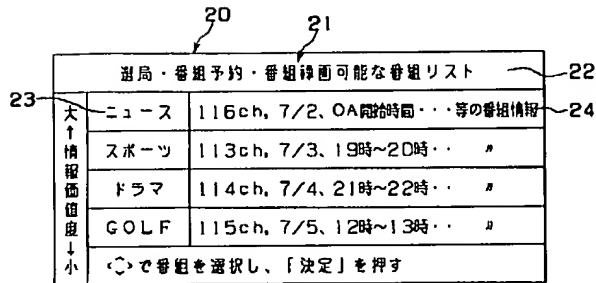 20
21
選局・番組予約・番組録画可能な番組リスト
22
23
大↑情報価値度↓小
ニュース
116ch, 7/2、OA開始時間・・・等の番組情報
24
スポーツ
113ch, 7/3、19時～20時・・ 〃
ドラマ
114ch, 7/4、21時～22時・・ 〃
GOLF
115ch, 7/5、12時～13時・・ 〃
で番組を選択し、「決定」を押す